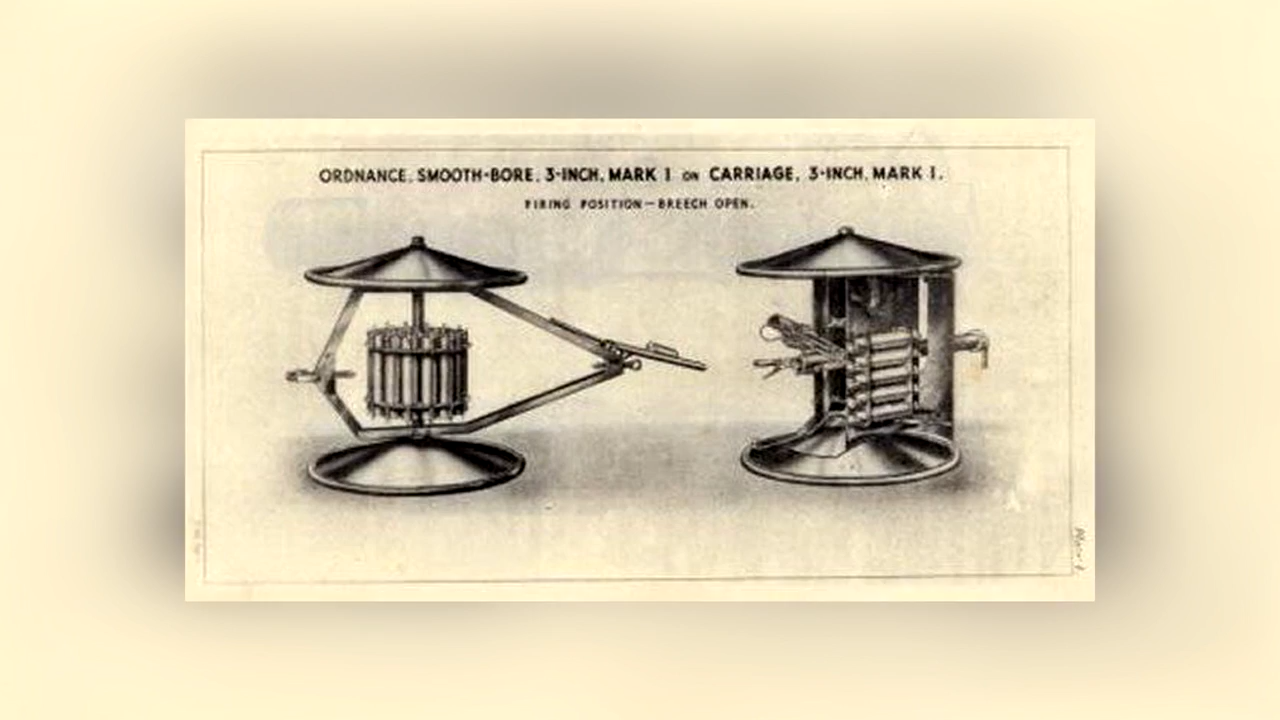 ORDNANCE, SMOOTH-BORE, 3-INCH, MARK I ON CARRIAGE, 3-INCH, MARK I.
FIRING POSITION — BREECH OPEN.